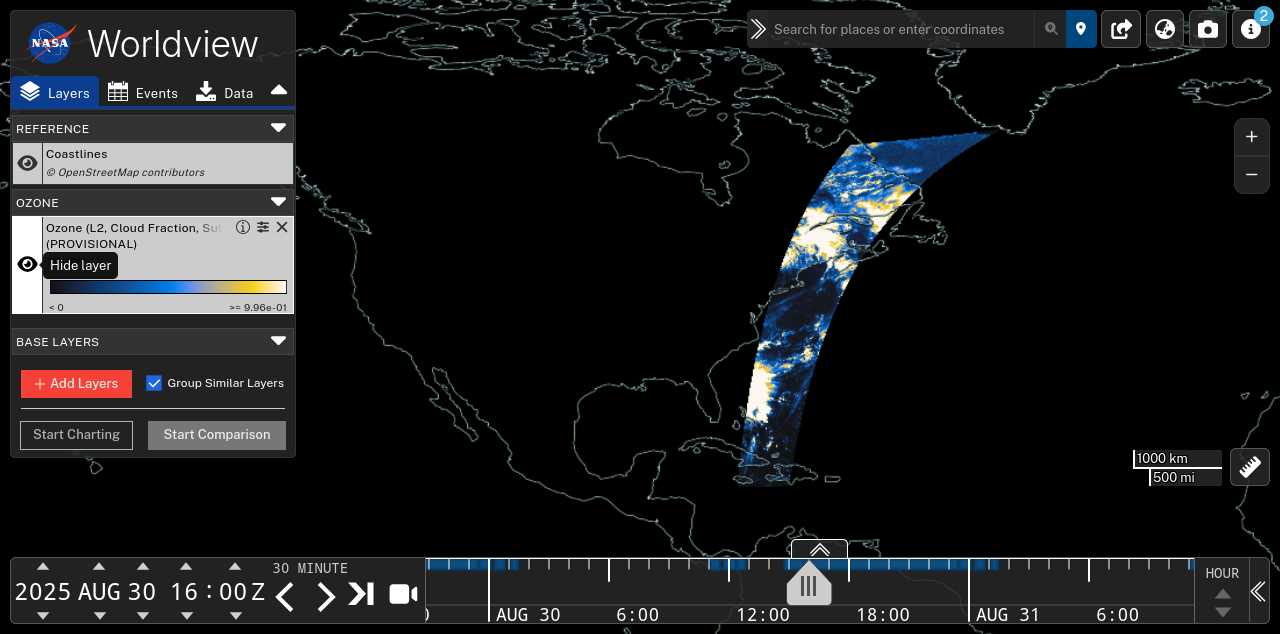 NASA
Worldview
Search for places or enter coordinates
2
Layers
Events
Data
REFERENCE
Coastlines
© OpenStreetMap contributors
OZONE
Ozone (L2, Cloud Fraction, Su
(PROVISIONAL)
Hide layer
< 0
>= 9.96e-01
BASE LAYERS
+ Add Layers
Group Similar Layers
Start Charting
Start Comparison
+
−
1000 km
500 mi
2025 AUG 30 16 : 00 Z
30 MINUTE
AUG 30
6:00
12:00
18:00
AUG 31
6:00
HOUR